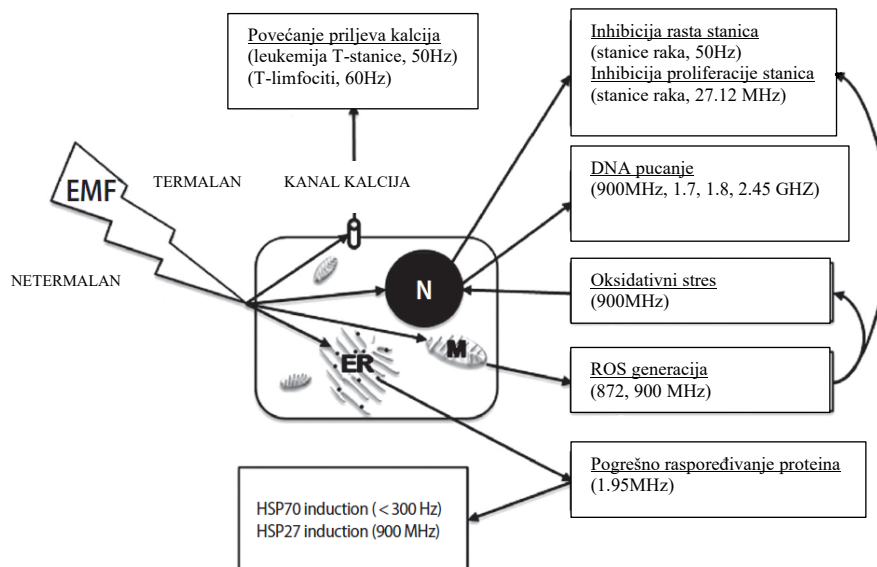 Povećanje priljeva kalcija
(leukemija T-stanice, 50Hz)
(T-limfociti, 60Hz)
Inhibicija rasta stanica
(stanice raka, 50Hz)
Inhibicija proliferacije stanica
(stanice raka, 27.12 MHz)
EMF
TERMALAN
KANAL KALCIJA
DNA pucanje
(900MHz, 1.7, 1.8, 2.45 GHZ)
NETERMALAN
N
Oksidativni stres
(900MHz)
M
ER
ROS generacija
(872, 900 MHz)
Pogrešno raspoređivanje proteina
(1.95MHz)
HSP70 induction (< 300 Hz)
HSP27 induction (900 MHz)